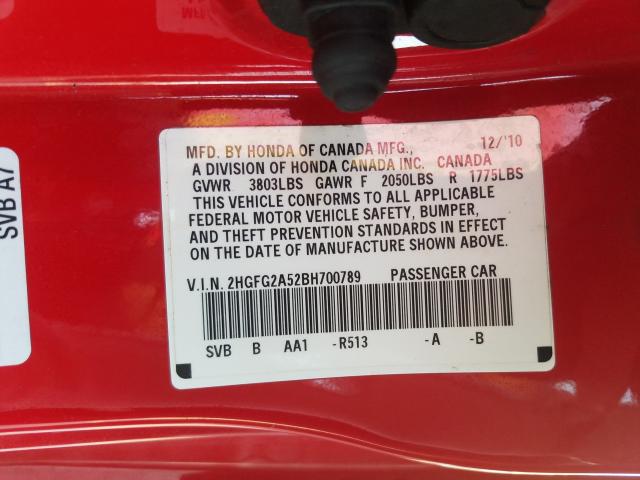 MFD. BY HONDA OF CANADA MFG., 12/'10
A DIVISION OF HONDA CANADA INC. CANADA
GVWR 3803LBS GAWR F 2050LBS R 1775LBS
THIS VEHICLE CONFORMS TO ALL APPLICABLE
FEDERAL MOTOR VEHICLE SAFETY, BUMPER,
AND THEFT PREVENTION STANDARDS IN EFFECT
ON THE DATE OF MANUFACTURE SHOWN ABOVE.
V.I.N. 2HGFG2A52BH700789 PASSENGER CAR
SVB B AA1 -R513 -A -B
SVB A7